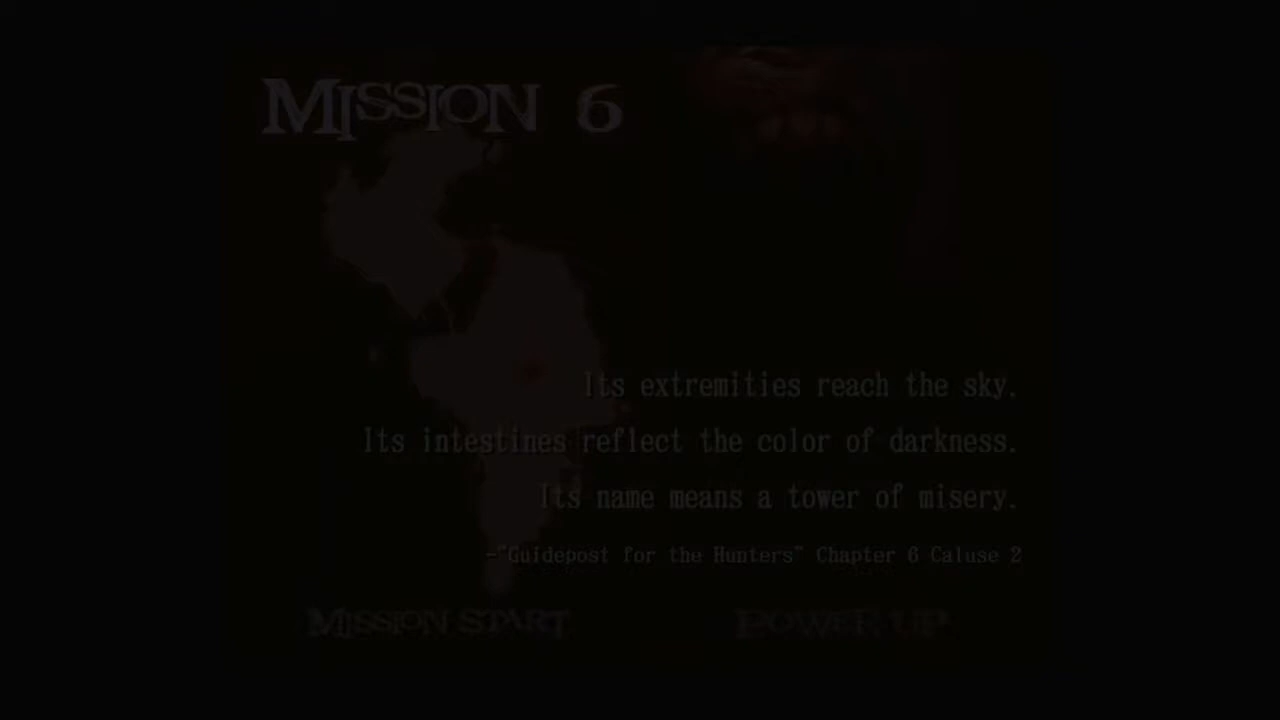 MISSION 6
Its extremities reach the sky.
Its intestines reflect the color of darkness.
Its name means a tower of misery.
-"Guidepost for the Hunters" Chapter 6 Caluse 2
MISSION START POWER UP